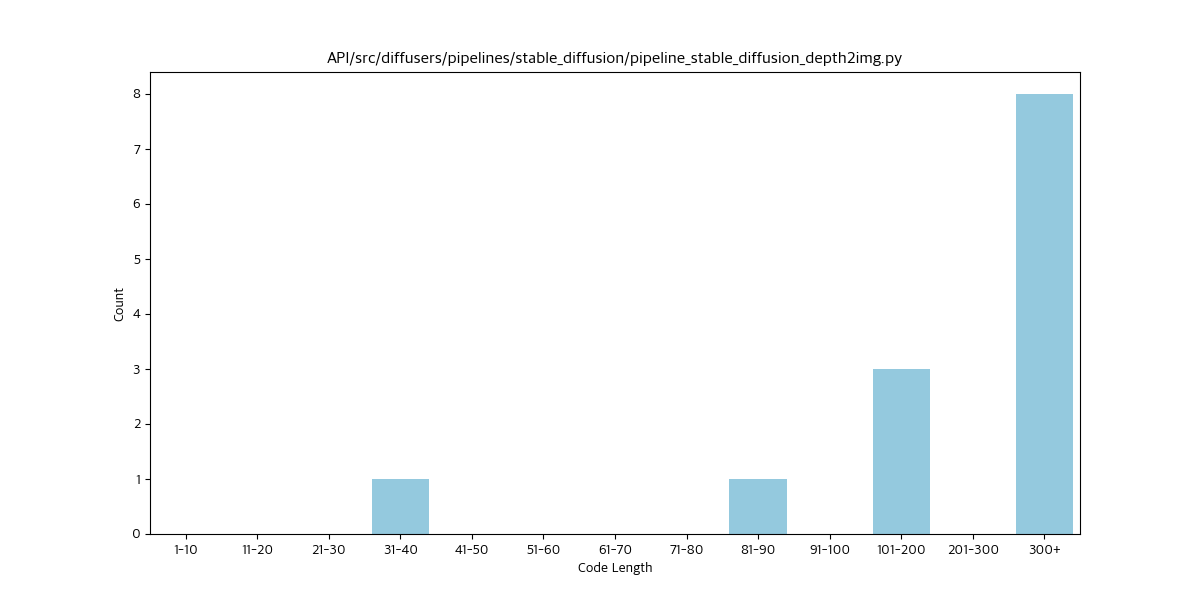 API/src/diffusers/pipelines/stable_diffusion/pipeline_stable_diffusion_depth2img.py
8
7
6
5
4
3
2
1
0
Count
1-10 11-20 21-30 31-40 41-50 51-60 61-70 71-80 81-90 91-100 101-200 201-300 300+
Code Length